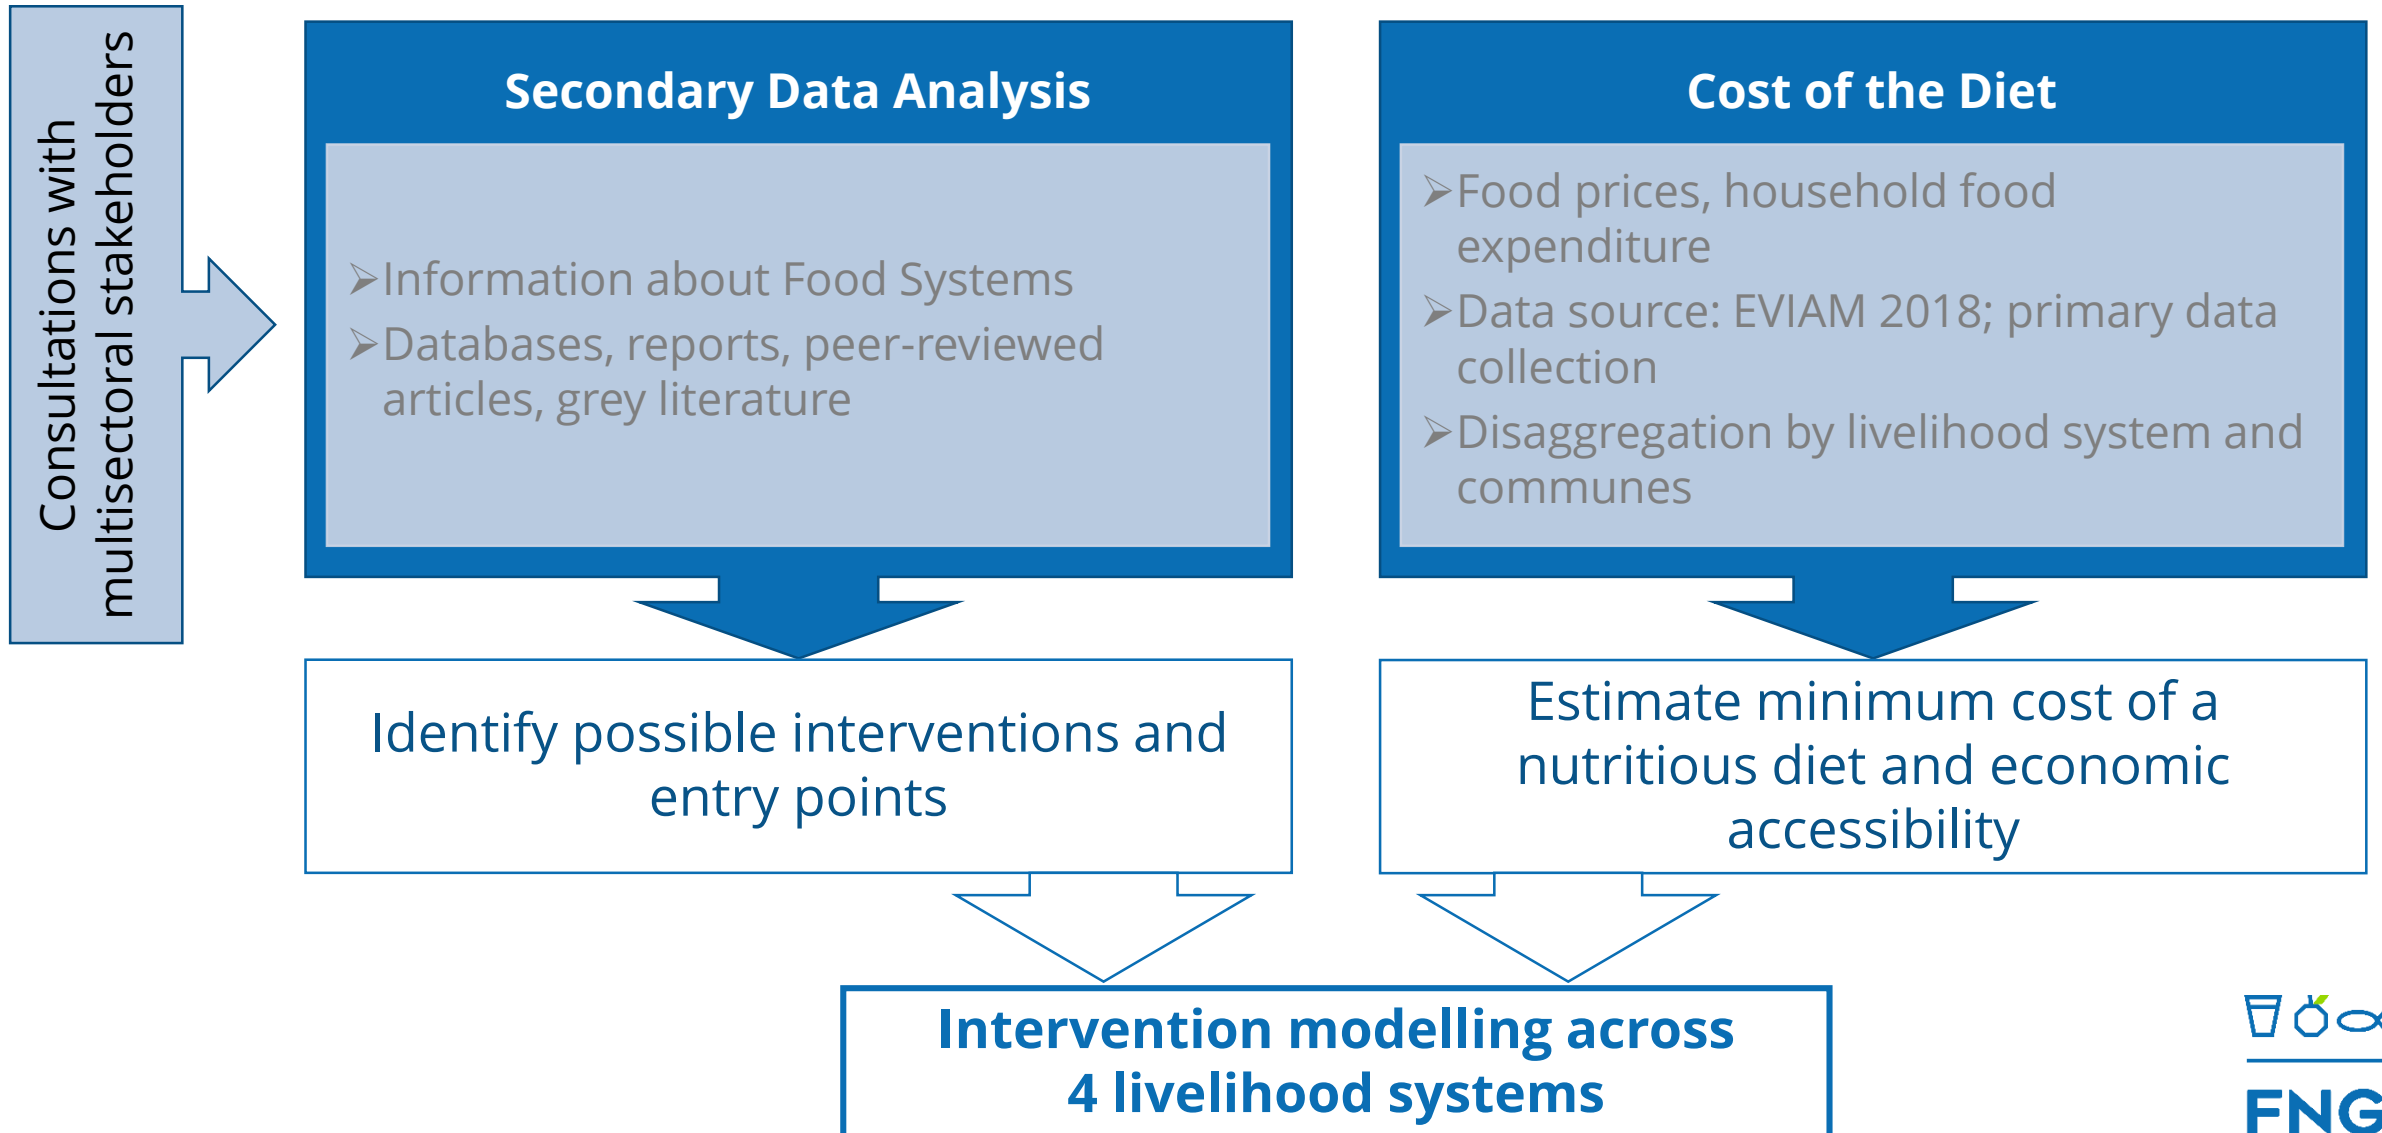 Consultations with
multisectoral stakeholders
Secondary Data Analysis
➢Information about Food Systems
➢Databases, reports, peer-reviewed
articles, grey literature
Cost of the Diet
➢Food prices, household food
expenditure
➢Data source: EVIAM 2018; primary data
collection
➢Disaggregation by livelihood system and
communes
Identify possible interventions and
entry points
Estimate minimum cost of a
nutritious diet and economic
accessibility
Intervention modelling across
4 livelihood systems
FNG